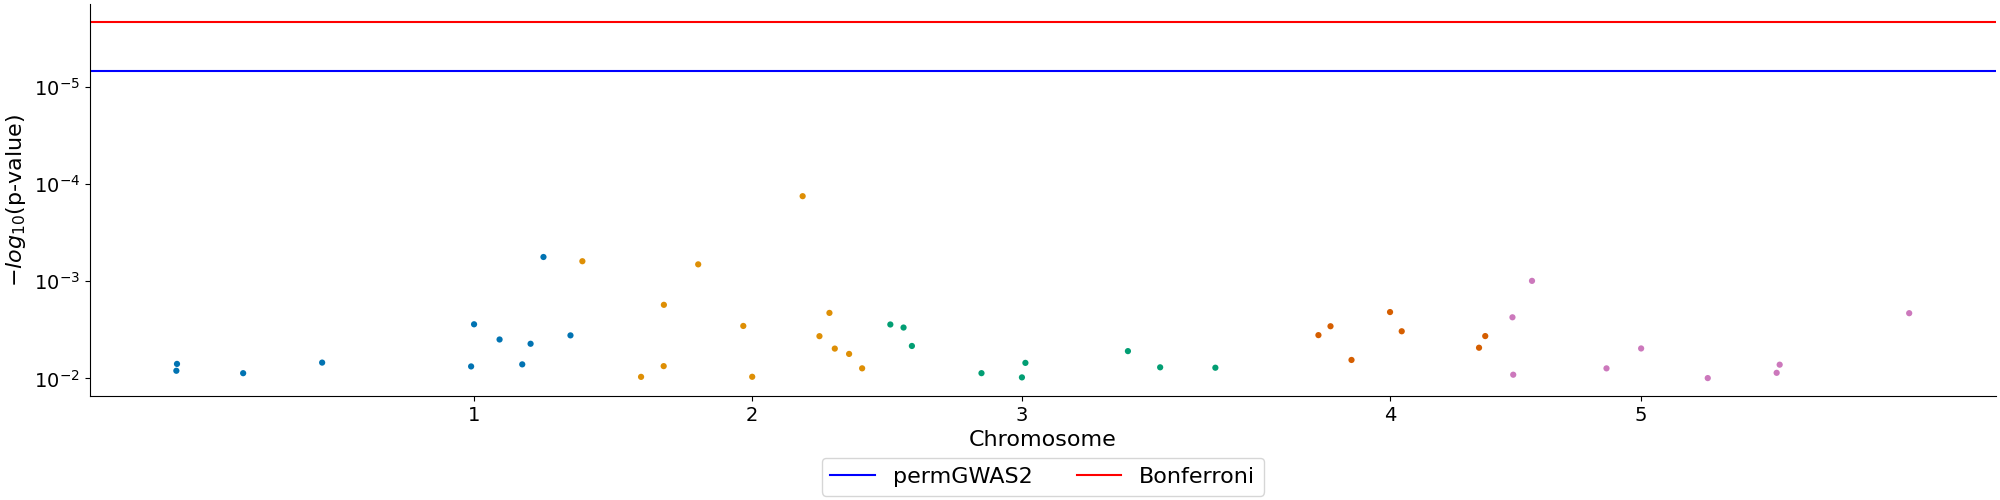 10⁻⁵
10⁻⁴
10⁻³
10⁻²
−log₁₀(p-value)
1 2 3 4 5
Chromosome
permGWAS2 Bonferroni